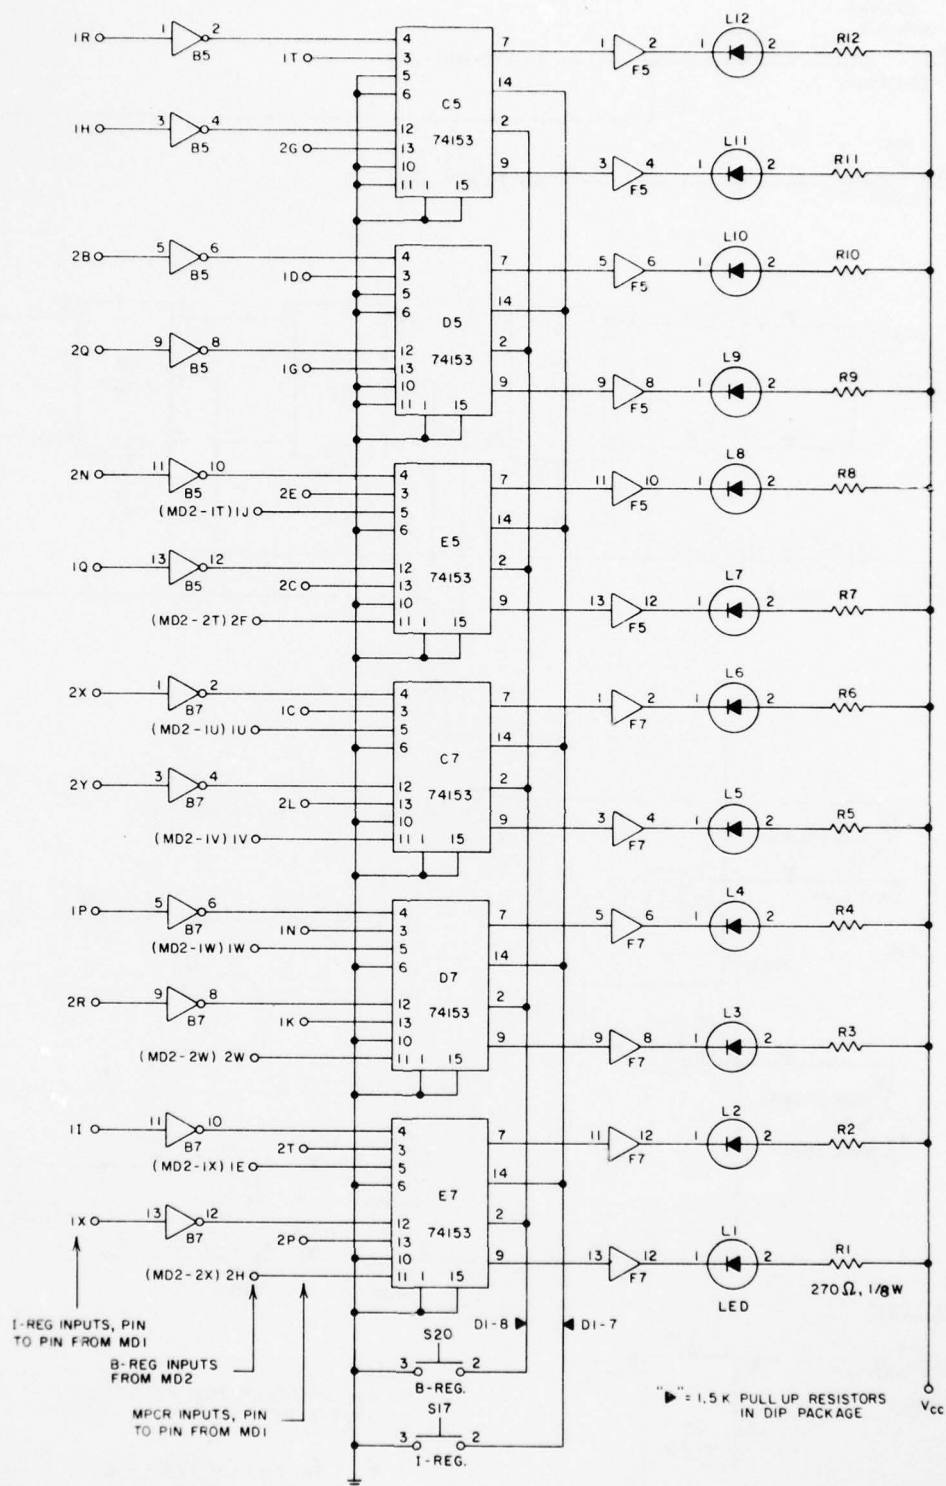 1R 1 2 B5 1T 4 3 5 6 C5 74153 7 14 1 2 F5 L12 1 2 R12
1H 3 4 B5 2G 12 13 10 11 1 15 2 9 3 4 F5 L11 1 2 R11
2B 5 6 B5 1D 4 3 5 6 D5 74153 7 14 5 6 F5 L10 1 2 R10
2Q 9 8 B5 1G 12 13 10 11 1 15 2 9 9 8 F5 L9 1 2 R9
2N 11 10 B5 2E 4 3 5 6 E5 74153 7 14 11 10 F5 L8 1 2 R8
(MD2-1T) 1J
1Q 13 12 B5 2C 12 13 10 11 1 15 2 9 13 12 F5 L7 1 2 R7
(MD2-2T) 2F
2X 1 2 B7 1C 4 3 5 6 C7 74153 7 14 1 2 F7 L6 1 2 R6
(MD2-1U) 1U
2Y 3 4 B7 2L 12 13 10 11 1 15 2 9 3 4 F7 L5 1 2 R5
(MD2-1V) 1V
1P 5 6 B7 1N 4 3 5 6 D7 74153 7 14 5 6 F7 L4 1 2 R4
(MD2-1W) 1W
2R 9 8 B7 1K 12 13 10 11 1 15 2 9 9 8 F7 L3 1 2 R3
(MD2-2W) 2W
1I 11 10 B7 2T 4 3 5 6 E7 74153 7 14 11 12 F7 L2 1 2 R2
(MD2-1X) 1E
1X 13 12 B7 2P 12 13 10 11 1 15 2 9 13 12 F7 L1 1 2 R1
(MD2-2X) 2H
LED
270Ω, 1/8W
I-REG INPUTS, PIN
TO PIN FROM MD1
B-REG INPUTS
FROM MD2
MPCR INPUTS, PIN
TO PIN FROM MD1
D1-8 ▶ ◀ D1-7
S20
3 2
B-REG.
S17
3 2
I-REG.
"▶" = 1.5 K PULL UP RESISTORS
IN DIP PACKAGE
VCC